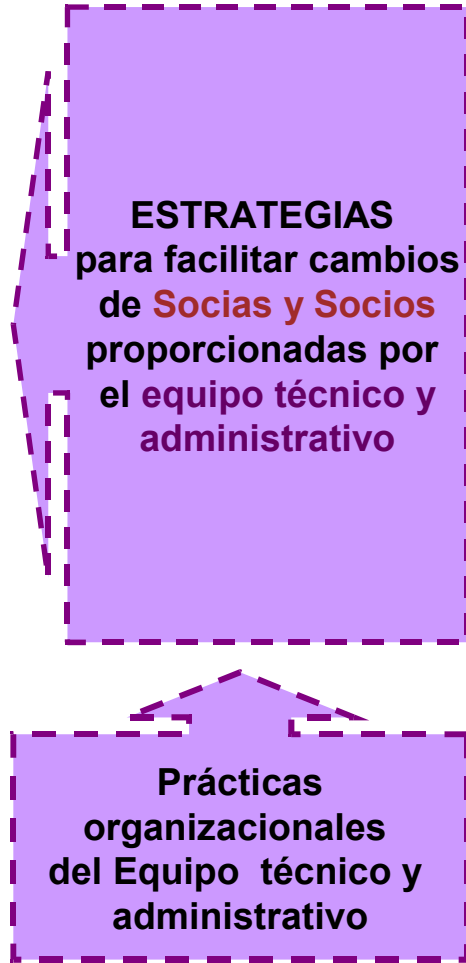 ESTRATEGIAS
para facilitar cambios
de Socias y Socios
proporcionadas por
el equipo técnico y
administrativo
Prácticas
organizacionales
del Equipo técnico y
administrativo